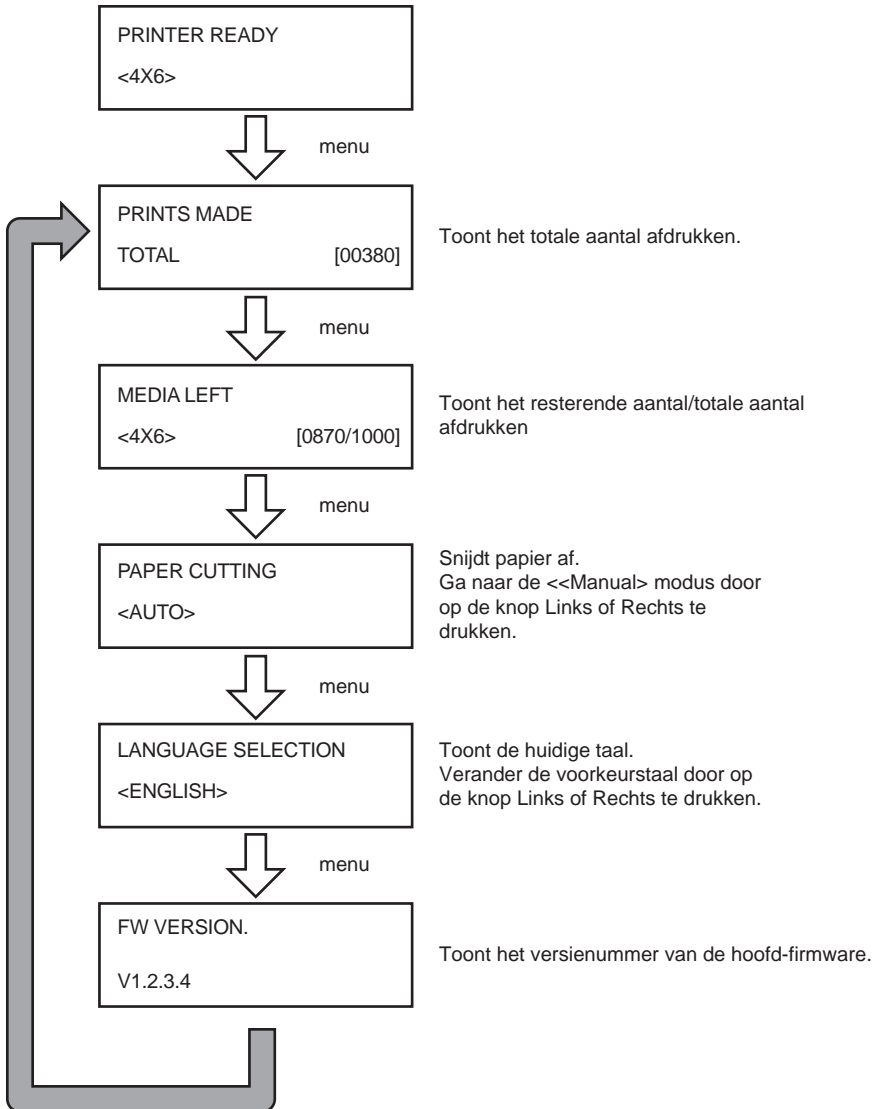 PRINTER READY
<4X6>
menu
PRINTS MADE
TOTAL [00380]
Toont het totale aantal afdrukken.
menu
MEDIA LEFT
<4X6> [0870/1000]
Toont het resterende aantal/totale aantal
afdrukken
menu
PAPER CUTTING
<AUTO>
Snijdt papier af.
Ga naar de <<Manual> modus door
op de knop Links of Rechts te
drukken.
menu
LANGUAGE SELECTION
<ENGLISH>
Toont de huidige taal.
Verander de voorkeurstaal door op
de knop Links of Rechts te drukken.
menu
FW VERSION.
V1.2.3.4
Toont het versienummer van de hoofd-firmware.